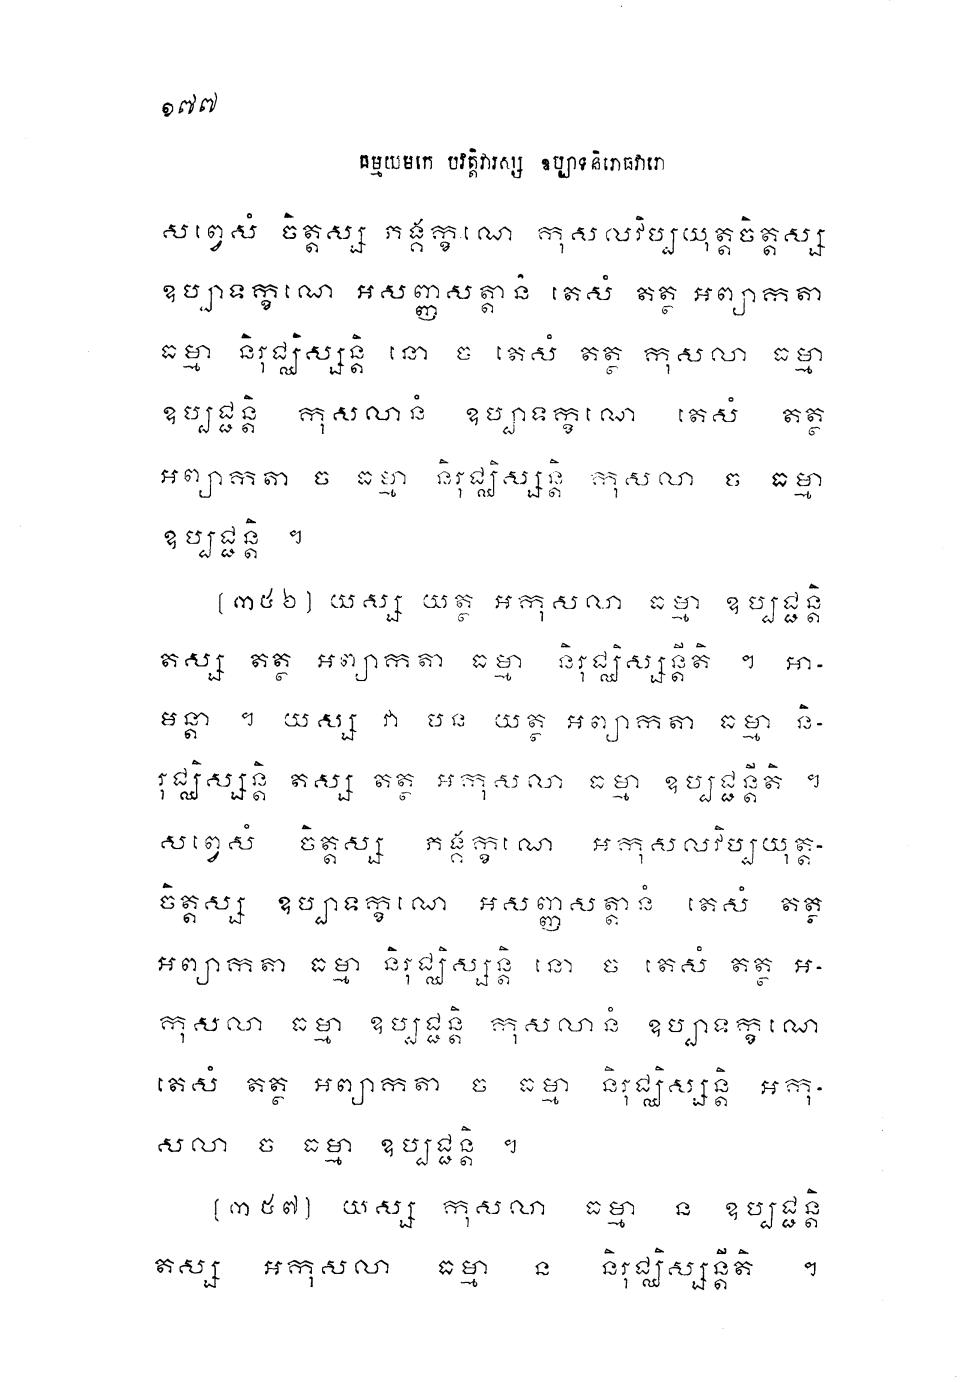 ១៧៧
ធម្មយមកេ បវត្តិវារស្ស ឧប្បាទនិរោធវារោ
សព្វេសំ ចិត្តស្ស ភង្គក្ខណេ កុសលវិប្បយុត្តចិត្តស្ស
ឧប្បាទក្ខណេ អសញ្ញសត្តានំ តេសំ តត្ថ អព្យាកតា
ធម្មា និរុជ្ឈិស្សន្តិ នោ ច តេសំ តត្ថ កុសលា ធម្មា
ឧប្បជ្ជន្តិ កុសលានំ ឧប្បាទក្ខណេ តេសំ តត្ថ
អព្យាកតា ច ធម្មា និរុជ្ឈិស្សន្តិ កុសលា ច ធម្មា
ឧប្បជ្ជន្តិ ។
[៣៥៦] យស្ស យត្ថ អកុសលា ធម្មា ឧប្បជ្ជន្តិ
តស្ស តត្ថ អព្យាកតា ធម្មា និរុជ្ឈិស្សន្តីតិ ។ អា-
មន្តា ។ យស្ស វា បន យត្ថ អព្យាកតា ធម្មា និ-
រុជ្ឈិស្សន្តិ តស្ស តត្ថ អកុសលា ធម្មា ឧប្បជ្ជន្តីតិ ។
សព្វេសំ ចិត្តស្ស ភង្គក្ខណេ អកុសលវិប្បយុត្ត-
ចិត្តស្ស ឧប្បាទក្ខណេ អសញ្ញសត្តានំ តេសំ តត្ថ
អព្យាកតា ធម្មា និរុជ្ឈិស្សន្តិ នោ ច តេសំ តត្ថ អ-
កុសលា ធម្មា ឧប្បជ្ជន្តិ កុសលានំ ឧប្បាទក្ខណេ
តេសំ តត្ថ អព្យាកតា ច ធម្មា និរុជ្ឈិស្សន្តិ អកុ-
សលា ច ធម្មា ឧប្បជ្ជន្តិ ។
[៣៥៧] យស្ស កុសលា ធម្មា ន ឧប្បជ្ជន្តិ
តស្ស អកុសលា ធម្មា ន និរុជ្ឈិស្សន្តីតិ ។